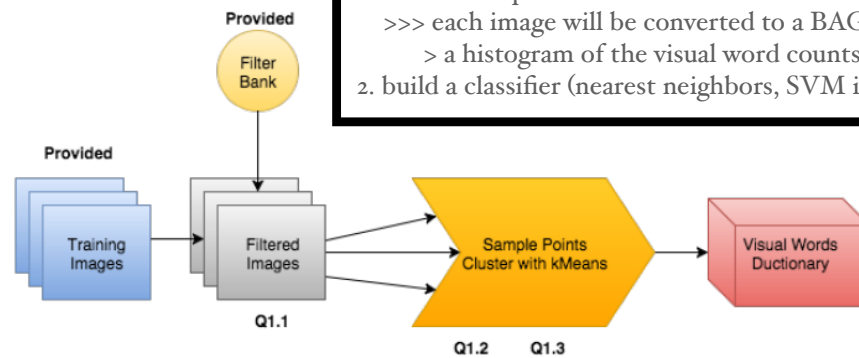 >>> each image will be converted to a BAG
> a histogram of the visual word counts
2. build a classifier (nearest neighbors, SVM i
Provided
Filter
Bank
Provided
Training
Images
Filtered
Images
Sample Points
Cluster with kMeans
Visual Words
Ductionary
Q1.1
Q1.2 Q1.3